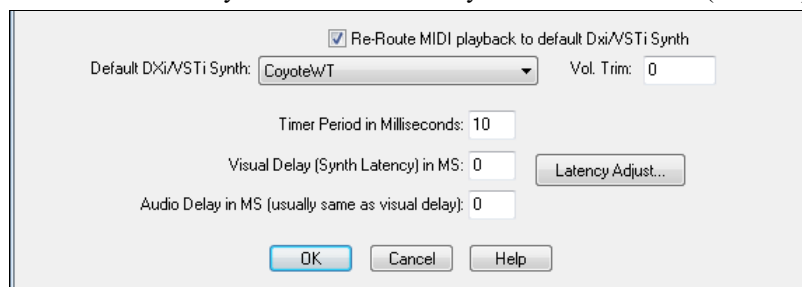 Re-Route MIDI playback to default Dxi/VSTi Synth
Default DXi/VSTi Synth: CoyoteWT Vol. Trim: 0
Timer Period in Milliseconds: 10
Visual Delay (Synth Latency) in MS: 0 Latency Adjust...
Audio Delay in MS (usually same as visual delay): 0
OK Cancel Help